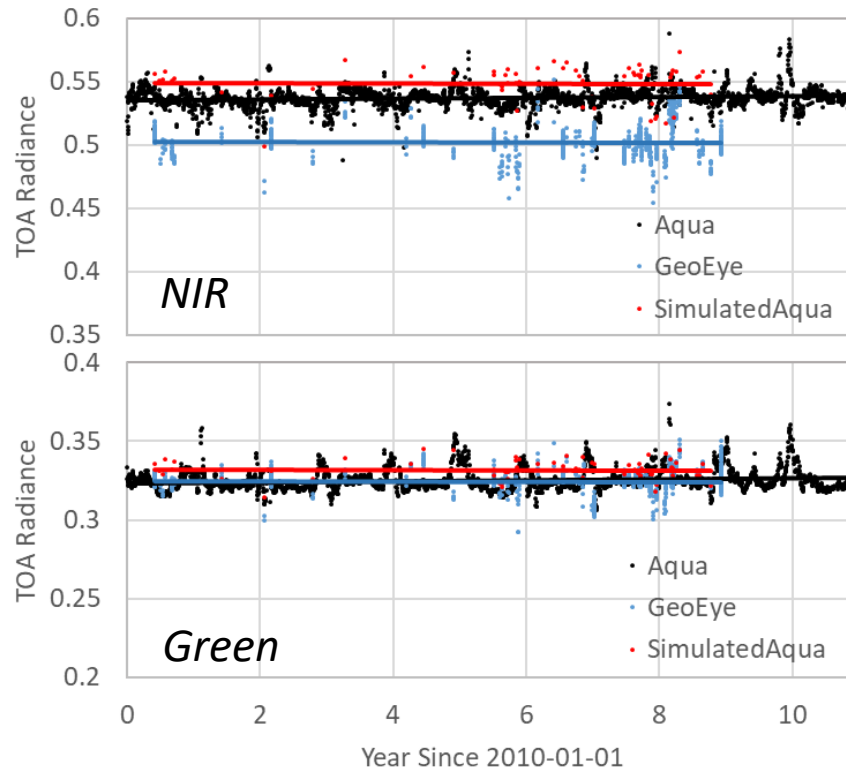 0.6
0.55
0.5
0.45
0.4
0.35
TOA Radiance
NIR
Aqua
GeoEye
SimulatedAqua
0.4
0.35
0.3
0.25
0.2
TOA Radiance
Green
Aqua
GeoEye
SimulatedAqua
0 2 4 6 8 10
Year Since 2010-01-01